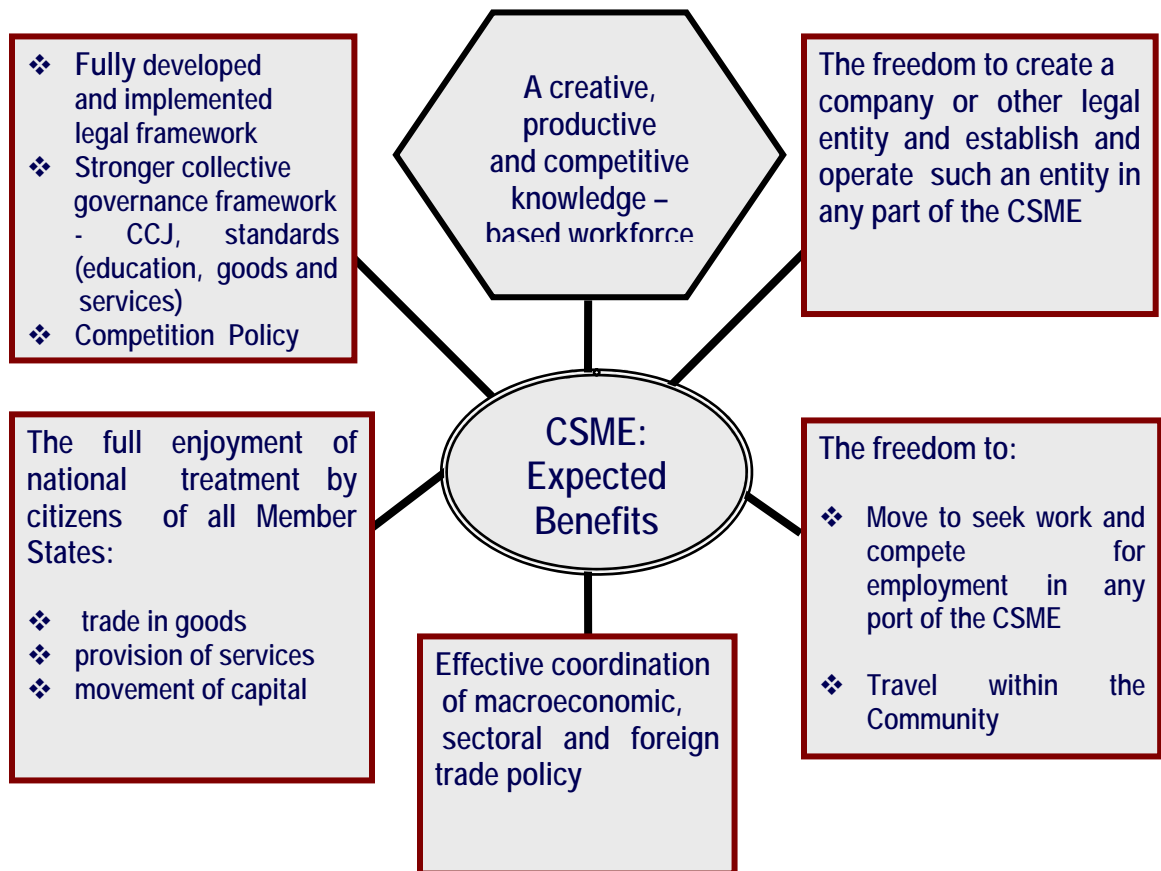 ❖ Fully developed
and implemented
legal framework
❖ Stronger collective
governance framework
- CCJ, standards
(education, goods and
services)
❖ Competition Policy
A creative,
productive
and competitive
knowledge –
based workforce
The freedom to create a
company or other legal
entity and establish and
operate such an entity in
any part of the CSME
CSME:
Expected
Benefits
The full enjoyment of
national treatment by
citizens of all Member
States:
❖ trade in goods
❖ provision of services
❖ movement of capital
Effective coordination
of macroeconomic,
sectoral and foreign
trade policy
The freedom to:
❖ Move to seek work and
compete for
employment in any
part of the CSME
❖ Travel within the
Community